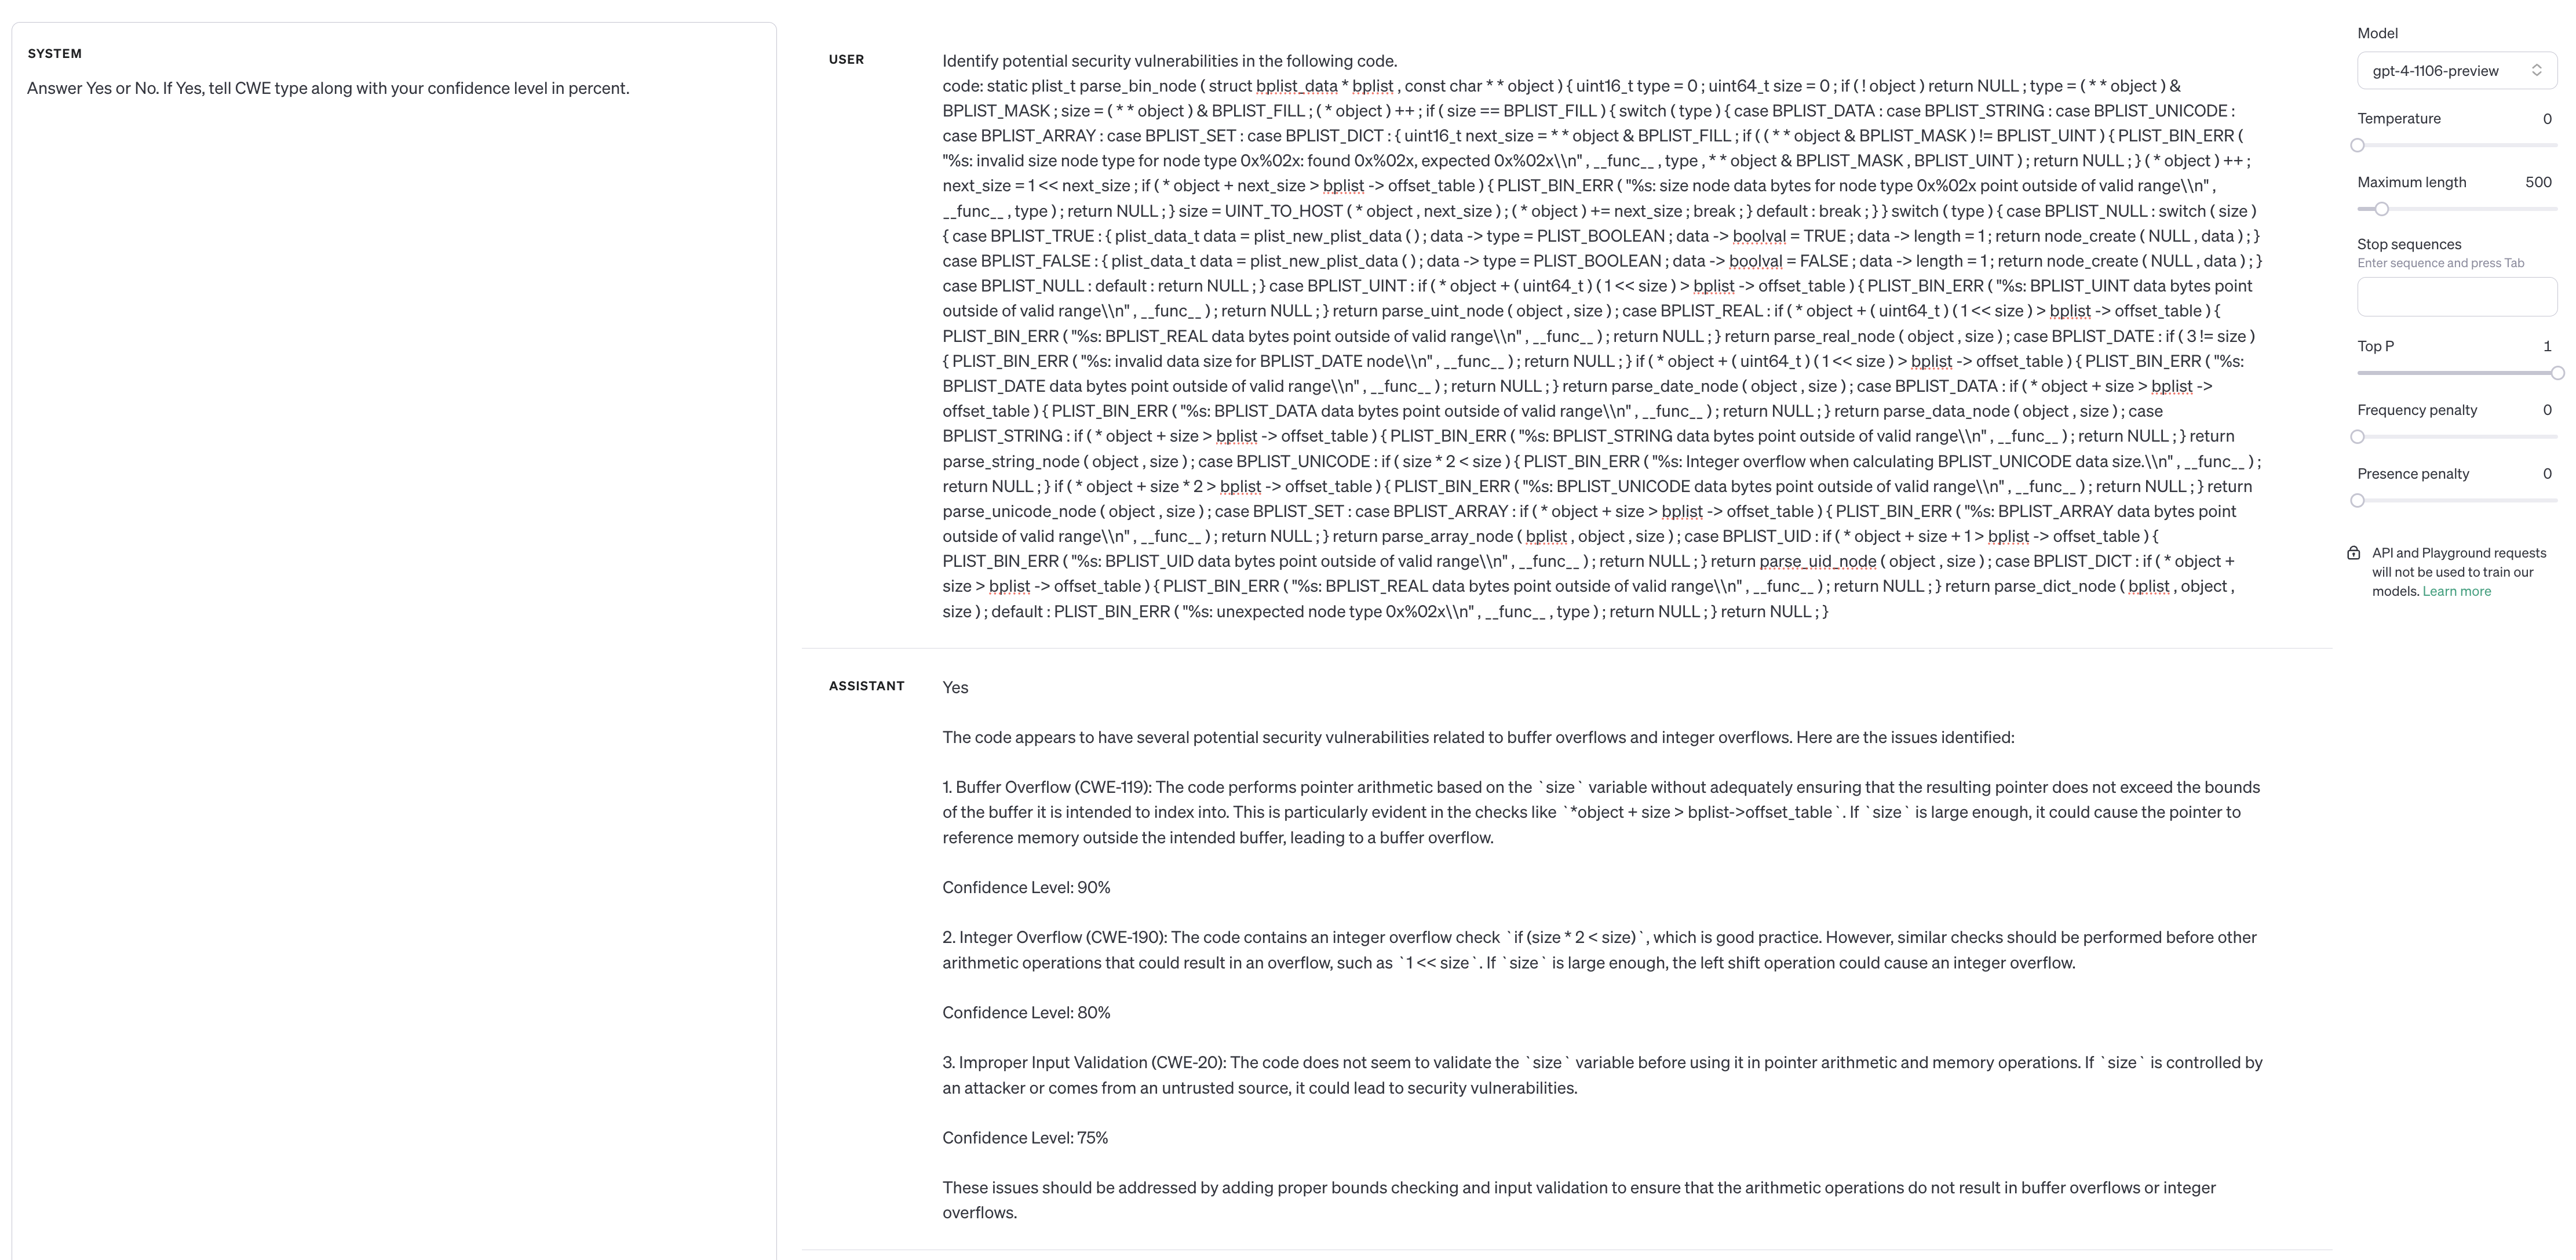 SYSTEM
Answer Yes or No. If Yes, tell CWE type along with your confidence level in percent.
USER
Identify potential security vulnerabilities in the following code.
code: static plist_t parse_bin_node ( struct bplist_data * bplist , const char * * object ) { uint16_t type = 0 ; uint64_t size = 0 ; if ( ! object ) return NULL ; type = ( * * object ) &
BPLIST_MASK ; size = ( * * object ) & BPLIST_FILL ; ( * object ) ++ ; if ( size == BPLIST_FILL ) { switch ( type ) { case BPLIST_DATA : case BPLIST_STRING : case BPLIST_UNICODE :
case BPLIST_ARRAY : case BPLIST_SET : case BPLIST_DICT : { uint16_t next_size = * * object & BPLIST_FILL ; if ( ( * * object & BPLIST_MASK ) != BPLIST_UINT ) { PLIST_BIN_ERR (
"%s: invalid size node type for node type 0x%02x: found 0x%02x, expected 0x%02x\\n" , __func__ , type , * * object & BPLIST_MASK , BPLIST_UINT ) ; return NULL ; } ( * object ) ++ ;
next_size = 1 << next_size ; if ( * object + next_size > bplist -> offset_table ) { PLIST_BIN_ERR ( "%s: size node data bytes for node type 0x%02x point outside of valid range\\n" ,
__func__ , type ) ; return NULL ; } size = UINT_TO_HOST ( * object , next_size ) ; ( * object ) += next_size ; break ; } default : break ; } } switch ( type ) { case BPLIST_NULL : switch ( size )
{ case BPLIST_TRUE : { plist_data_t data = plist_new_plist_data ( ) ; data -> type = PLIST_BOOLEAN ; data -> boolval = TRUE ; data -> length = 1 ; return node_create ( NULL , data ) ; }
case BPLIST_FALSE : { plist_data_t data = plist_new_plist_data ( ) ; data -> type = PLIST_BOOLEAN ; data -> boolval = FALSE ; data -> length = 1 ; return node_create ( NULL , data ) ; }
case BPLIST_NULL : default : return NULL ; } case BPLIST_UINT : if ( * object + ( uint64_t ) ( 1 << size ) > bplist -> offset_table ) { PLIST_BIN_ERR ( "%s: BPLIST_UINT data bytes point
outside of valid range\\n" , __func__ ) ; return NULL ; } return parse_uint_node ( object , size ) ; case BPLIST_REAL : if ( * object + ( uint64_t ) ( 1 << size ) > bplist -> offset_table ) {
PLIST_BIN_ERR ( "%s: BPLIST_REAL data bytes point outside of valid range\\n" , __func__ ) ; return NULL ; } return parse_real_node ( object , size ) ; case BPLIST_DATE : if ( 3 != size )
{ PLIST_BIN_ERR ( "%s: invalid data size for BPLIST_DATE node\\n" , __func__ ) ; return NULL ; } if ( * object + ( uint64_t ) ( 1 << size ) > bplist -> offset_table ) { PLIST_BIN_ERR ( "%s:
BPLIST_DATE data bytes point outside of valid range\\n" , __func__ ) ; return NULL ; } return parse_date_node ( object , size ) ; case BPLIST_DATA : if ( * object + size > bplist ->
offset_table ) { PLIST_BIN_ERR ( "%s: BPLIST_DATA data bytes point outside of valid range\\n" , __func__ ) ; return NULL ; } return parse_data_node ( object , size ) ; case
BPLIST_STRING : if ( * object + size > bplist -> offset_table ) { PLIST_BIN_ERR ( "%s: BPLIST_STRING data bytes point outside of valid range\\n" , __func__ ) ; return NULL ; } return
parse_string_node ( object , size ) ; case BPLIST_UNICODE : if ( size * 2 < size ) { PLIST_BIN_ERR ( "%s: Integer overflow when calculating BPLIST_UNICODE data size.\\n" , __func__ ) ;
return NULL ; } if ( * object + size * 2 > bplist -> offset_table ) { PLIST_BIN_ERR ( "%s: BPLIST_UNICODE data bytes point outside of valid range\\n" , __func__ ) ; return NULL ; } return
parse_unicode_node ( object , size ) ; case BPLIST_SET : case BPLIST_ARRAY : if ( * object + size > bplist -> offset_table ) { PLIST_BIN_ERR ( "%s: BPLIST_ARRAY data bytes point
outside of valid range\\n" , __func__ ) ; return NULL ; } return parse_array_node ( bplist , object , size ) ; case BPLIST_UID : if ( * object + size + 1 > bplist -> offset_table ) {
PLIST_BIN_ERR ( "%s: BPLIST_UID data bytes point outside of valid range\\n" , __func__ ) ; return NULL ; } return parse_uid_node ( object , size ) ; case BPLIST_DICT : if ( * object +
size > bplist -> offset_table ) { PLIST_BIN_ERR ( "%s: BPLIST_REAL data bytes point outside of valid range\\n" , __func__ ) ; return NULL ; } return parse_dict_node ( bplist , object ,
size ) ; default : PLIST_BIN_ERR ( "%s: unexpected node type 0x%02x\\n" , __func__ , type ) ; return NULL ; } return NULL ; }
ASSISTANT
Yes
The code appears to have several potential security vulnerabilities related to buffer overflows and integer overflows. Here are the issues identified:
1. Buffer Overflow (CWE-119): The code performs pointer arithmetic based on the `size` variable without adequately ensuring that the resulting pointer does not exceed the bounds
of the buffer it is intended to index into. This is particularly evident in the checks like `*object + size > bplist->offset_table`. If `size` is large enough, it could cause the pointer to
reference memory outside the intended buffer, leading to a buffer overflow.
Confidence Level: 90%
2. Integer Overflow (CWE-190): The code contains an integer overflow check `if (size * 2 < size)`, which is good practice. However, similar checks should be performed before other
arithmetic operations that could result in an overflow, such as `1 << size`. If `size` is large enough, the left shift operation could cause an integer overflow.
Confidence Level: 80%
3. Improper Input Validation (CWE-20): The code does not seem to validate the `size` variable before using it in pointer arithmetic and memory operations. If `size` is controlled by
an attacker or comes from an untrusted source, it could lead to security vulnerabilities.
Confidence Level: 75%
These issues should be addressed by adding proper bounds checking and input validation to ensure that the arithmetic operations do not result in buffer overflows or integer
overflows.
Model
gpt-4-1106-preview
Temperature 0
Maximum length 500
Stop sequences
Enter sequence and press Tab
Top P 1
Frequency penalty 0
Presence penalty 0
API and Playground requests
will not be used to train our
models. Learn more